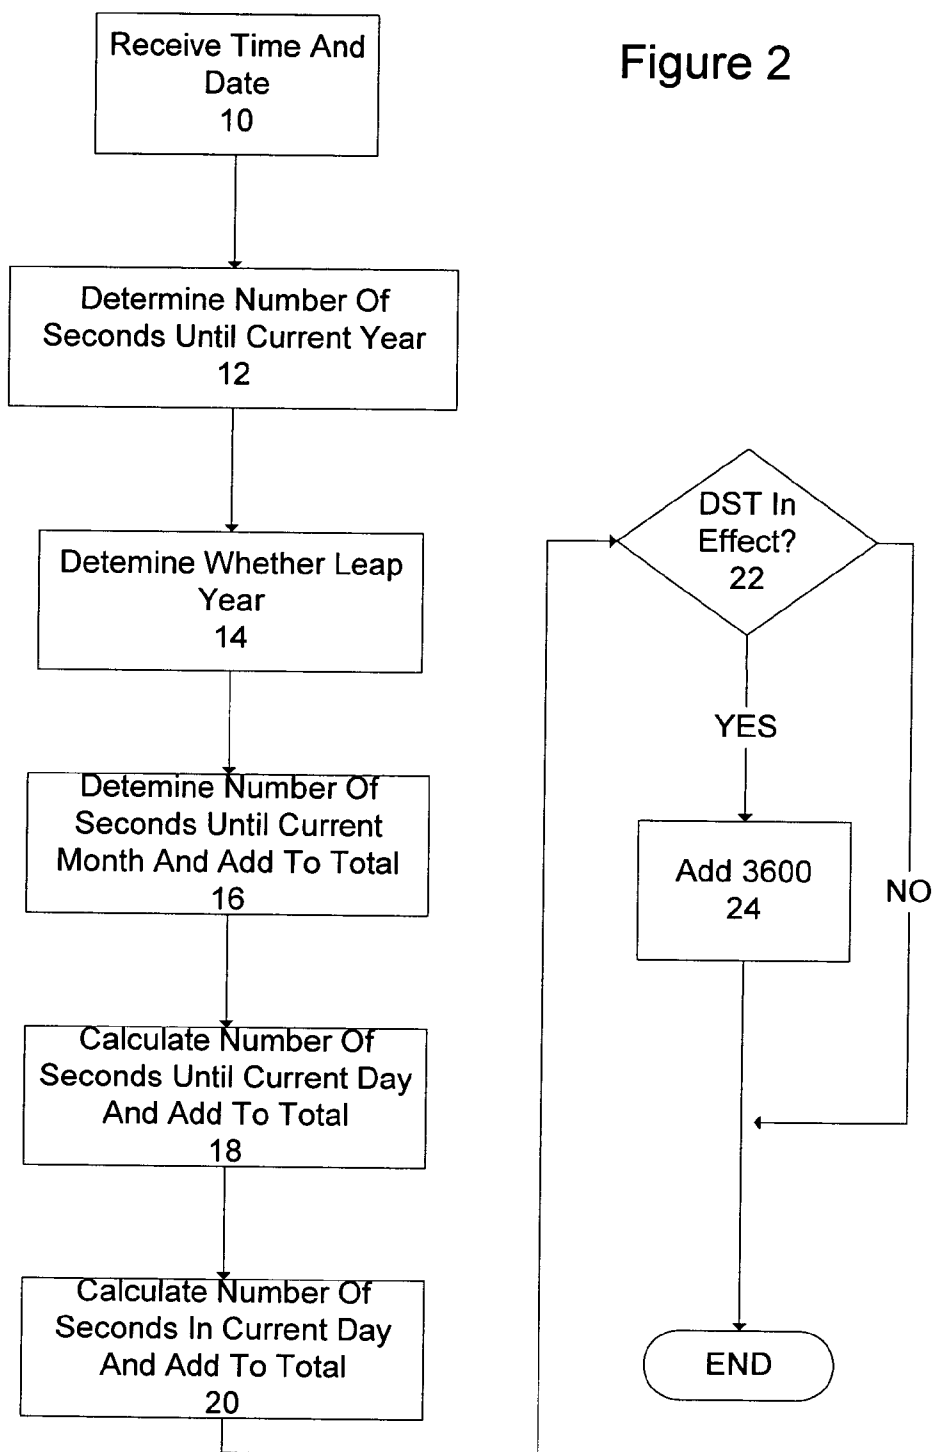 Figure 2
Receive Time And
Date
10
Determine Number Of
Seconds Until Current Year
12
Detemine Whether Leap
Year
14
Detemine Number Of
Seconds Until Current
Month And Add To Total
16
Calculate Number Of
Seconds Until Current Day
And Add To Total
18
Calculate Number Of
Seconds In Current Day
And Add To Total
20
DST In
Effect?
22
YES
Add 3600
24
NO
END